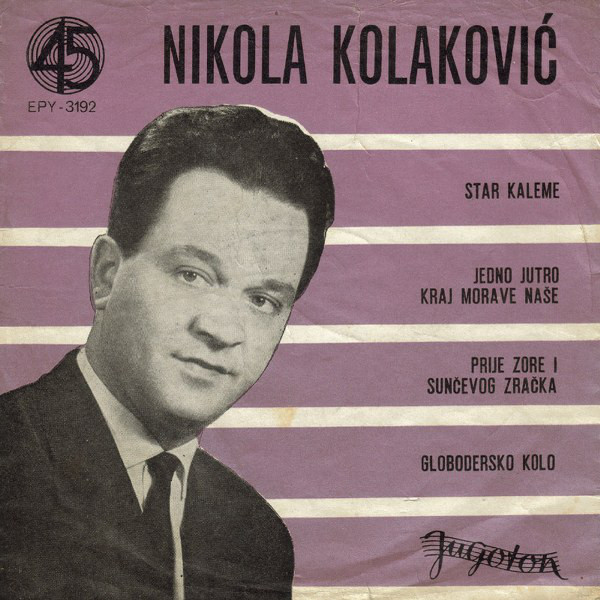 45
NIKOLA KOLAKOVIĆ
EPY - 3192
STAR KALEME
JEDNO JUTRO
KRAJ MORAVE NAŠE
PRIJE ZORE I
SUNČEVOG ZRAČKA
GLOBODERSKO KOLO
Jugoton